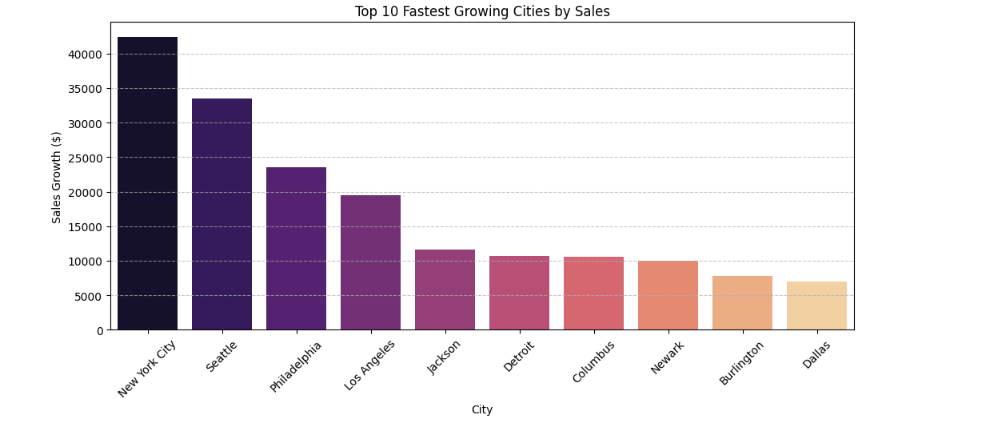 Top 10 Fastest Growing Cities by Sales
Sales Growth ($)
40000
35000
30000
25000
20000
15000
10000
5000
0
New York City
Seattle
Philadelphia
Los Angeles
Jackson
Detroit
Columbus
Newark
Burlington
Dallas
City